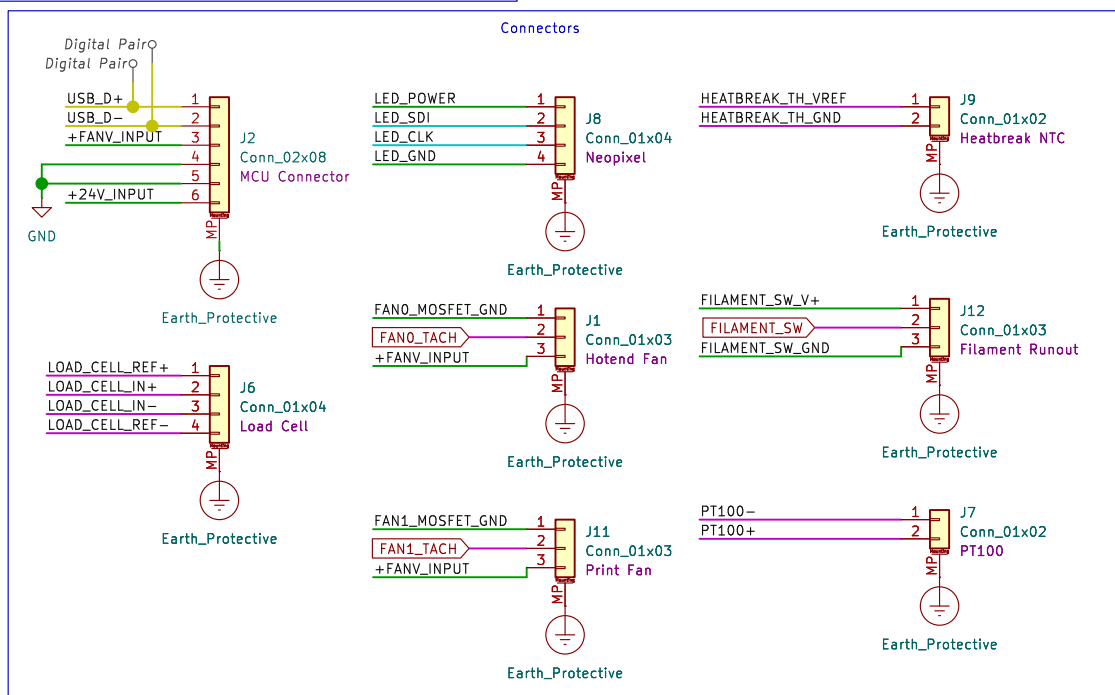 Connectors
Digital Pair
Digital Pair
USB_D+ 1
USB_D- 2
+FANV_INPUT 3
4
5
+24V_INPUT 6
J2
Conn_02x08
MCU Connector
GND
MP
Earth_Protective
LOAD_CELL_REF+ 1
LOAD_CELL_IN+ 2
LOAD_CELL_IN- 3
LOAD_CELL_REF- 4
J6
Conn_01x04
Load Cell
MP
Earth_Protective
LED_POWER 1
LED_SDI 2
LED_CLK 3
LED_GND 4
J8
Conn_01x04
Neopixel
MP
Earth_Protective
FAN0_MOSFET_GND 1
FAN0_TACH 2
+FANV_INPUT 3
J1
Conn_01x03
Hotend Fan
MP
Earth_Protective
FAN1_MOSFET_GND 1
FAN1_TACH 2
+FANV_INPUT 3
J11
Conn_01x03
Print Fan
MP
Earth_Protective
HEATBREAK_TH_VREF 1
HEATBREAK_TH_GND 2
J9
Conn_01x02
Heatbreak NTC
MP
Earth_Protective
FILAMENT_SW_V+ 1
FILAMENT_SW 2
FILAMENT_SW_GND 3
J12
Conn_01x03
Filament Runout
MP
Earth_Protective
PT100- 1
PT100+ 2
J7
Conn_01x02
PT100
MP
Earth_Protective